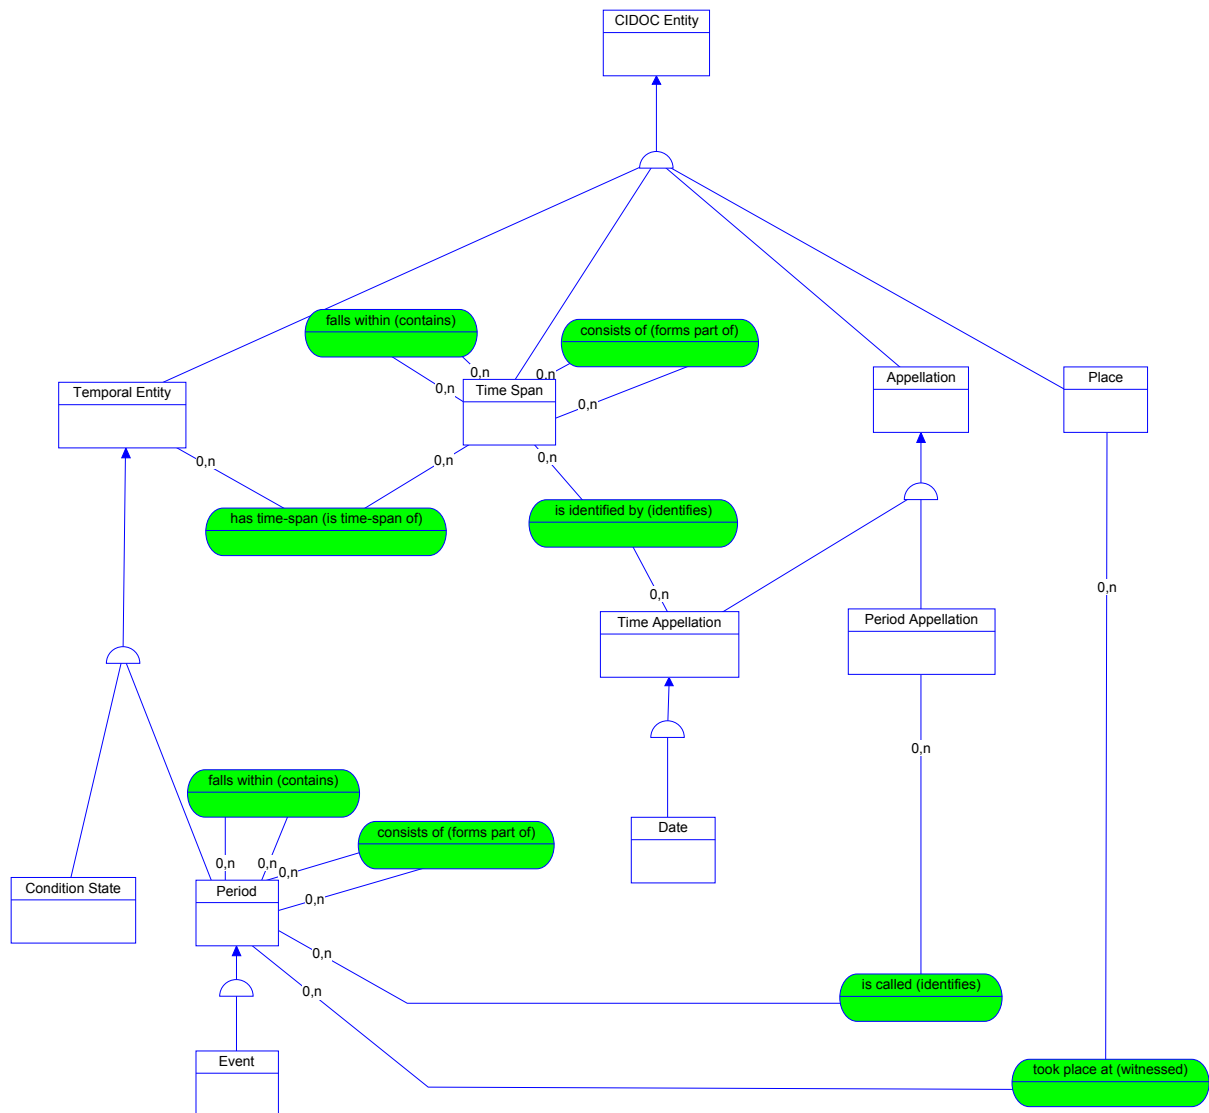 CIDOC Entity
falls within (contains)
consists of (forms part of)
0,n
0,n
Temporal Entity
0,n
Time Span
Appellation
Place
0,n
0,n
0,n
0,n
is identified by (identifies)
has time-span (is time-span of)
0,n
0,n
Time Appellation
Period Appellation
0,n
falls within (contains)
consists of (forms part of)
Date
0,n
0,n
0,n
Condition State
Period
0,n
0,n
is called (identifies)
0,n
Event
took place at (witnessed)